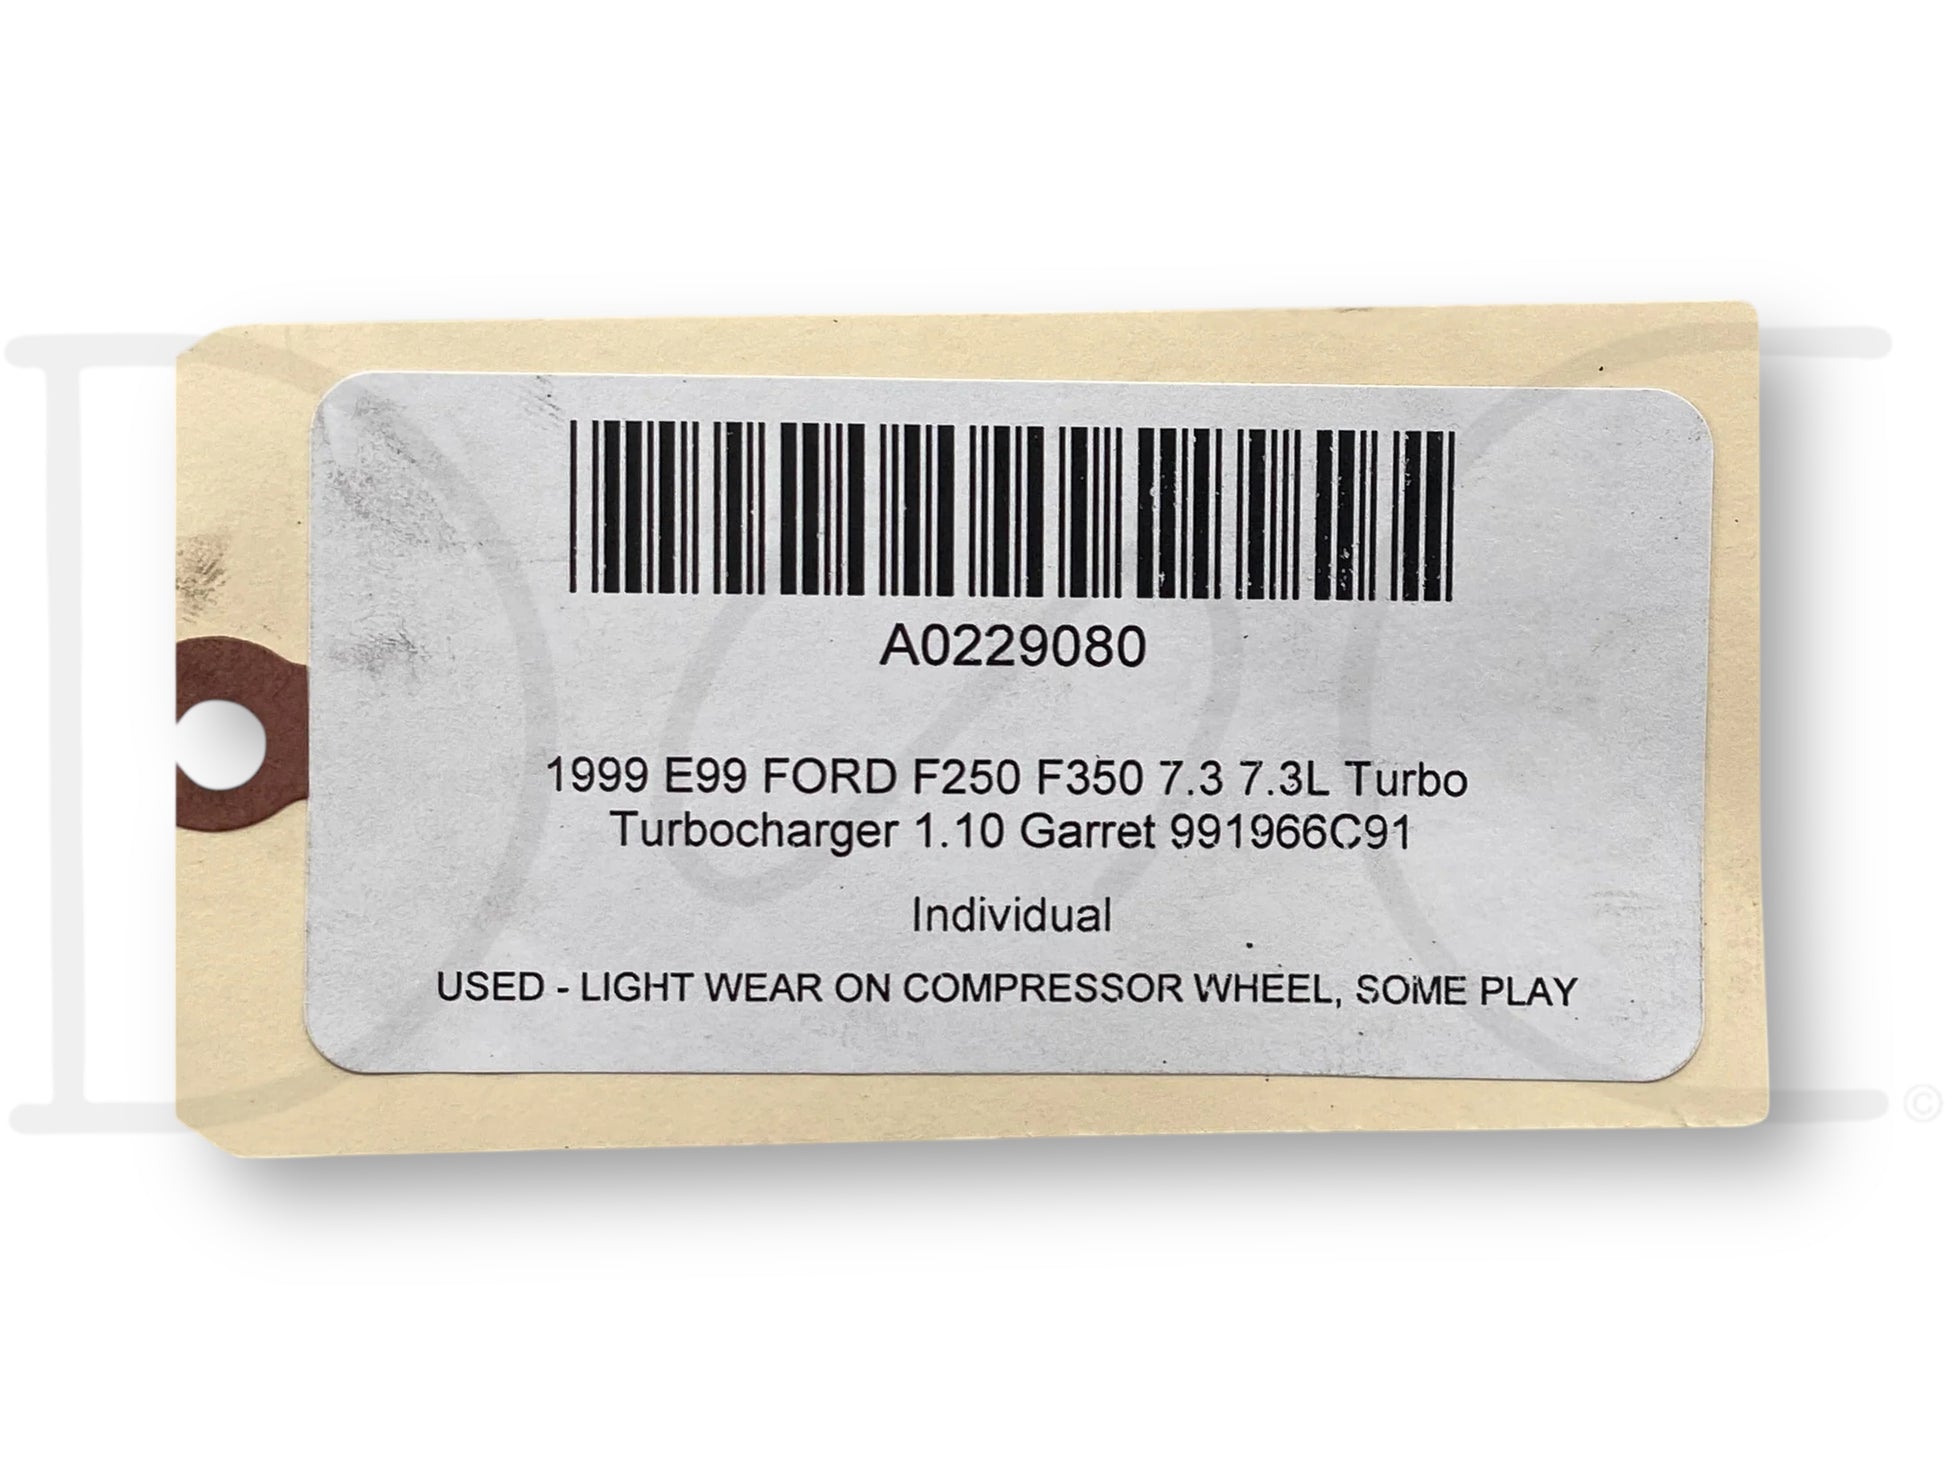 A0229080
1999 E99 FORD F250 F350 7.3 7.3L Turbo
Turbocharger 1.10 Garret 991966C91
Individual
USED - LIGHT WEAR ON COMPRESSOR WHEEL, SOME PLAY
©